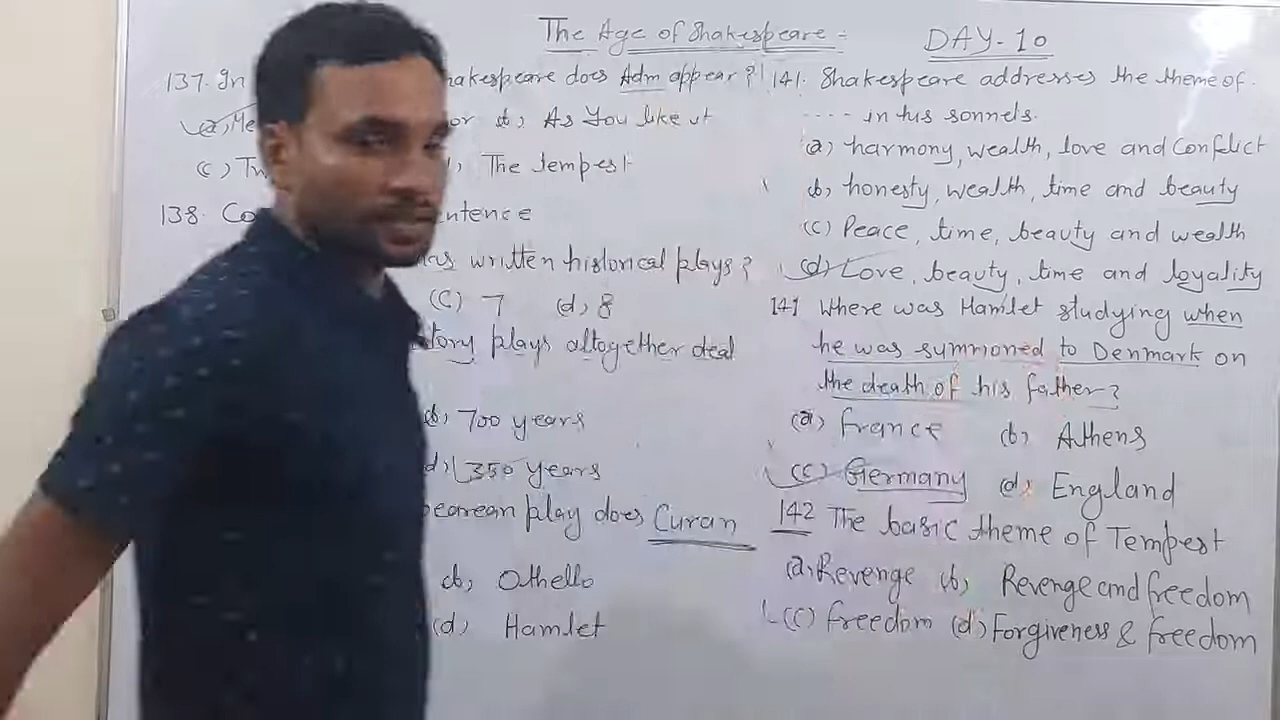 The Age of Shakespeare :
DAY-10
137. In hakespeare does Adm appear ?
(a) Me or b, As You like it
(c) Tw The Tempest
138. Co ntence
has written historical plays ?
(c) 7 (d) 8
tory plays altogether deal
b, 700 years
d, 350 years
pearean play does Curan
b, Othello
(d) Hamlet
141. Shakespeare addresses the theme of
.... in his sonnets.
(a) harmony, wealth, love and Conflict
b, honesty, wealth, time and beauty
(c) Peace, time, beauty and wealth
(d) Love, beauty, time and loyality
141 Where was Hamlet studying when
he was summoned to Denmark on
the death of his father ?
(a) france (b) Athens
(c) Germany (d) England
142 The basic theme of Tempest
(a. Revenge b) Revenge and freedom
(c) freedom (d) Forgiveness & freedom